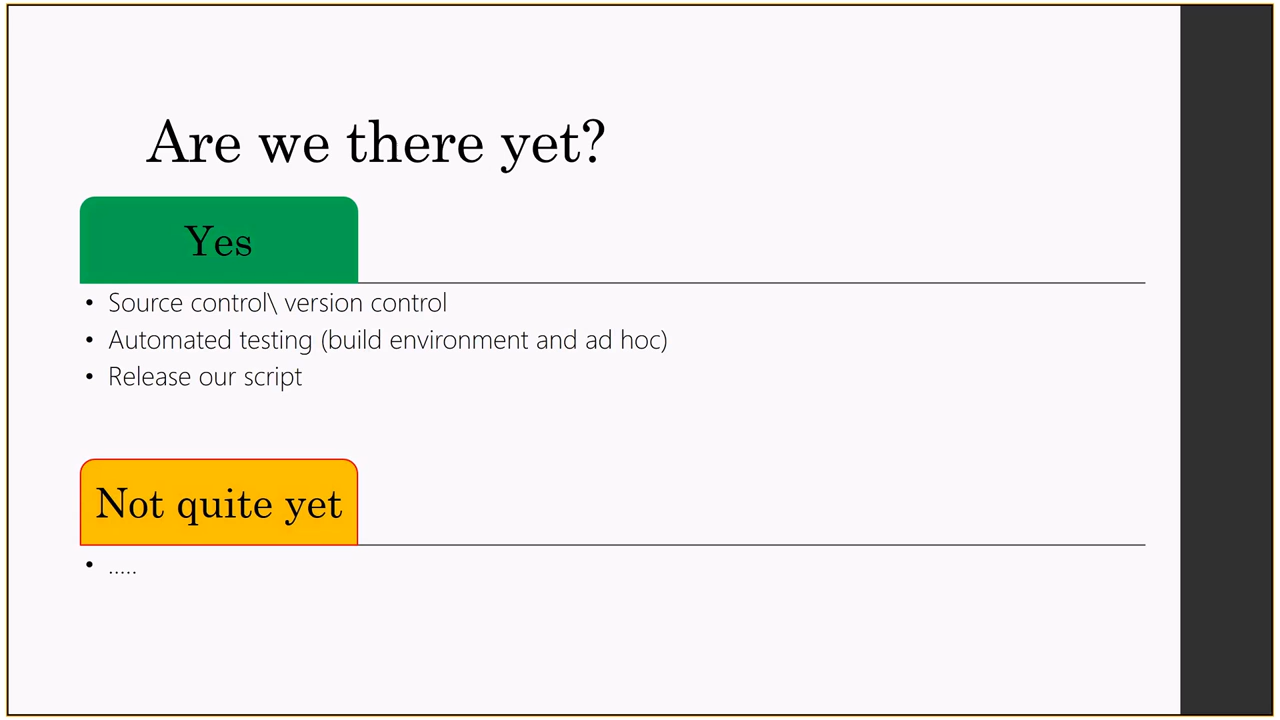 Are we there yet?
Yes
• Source control\ version control
• Automated testing (build environment and ad hoc)
• Release our script
Not quite yet
• .....